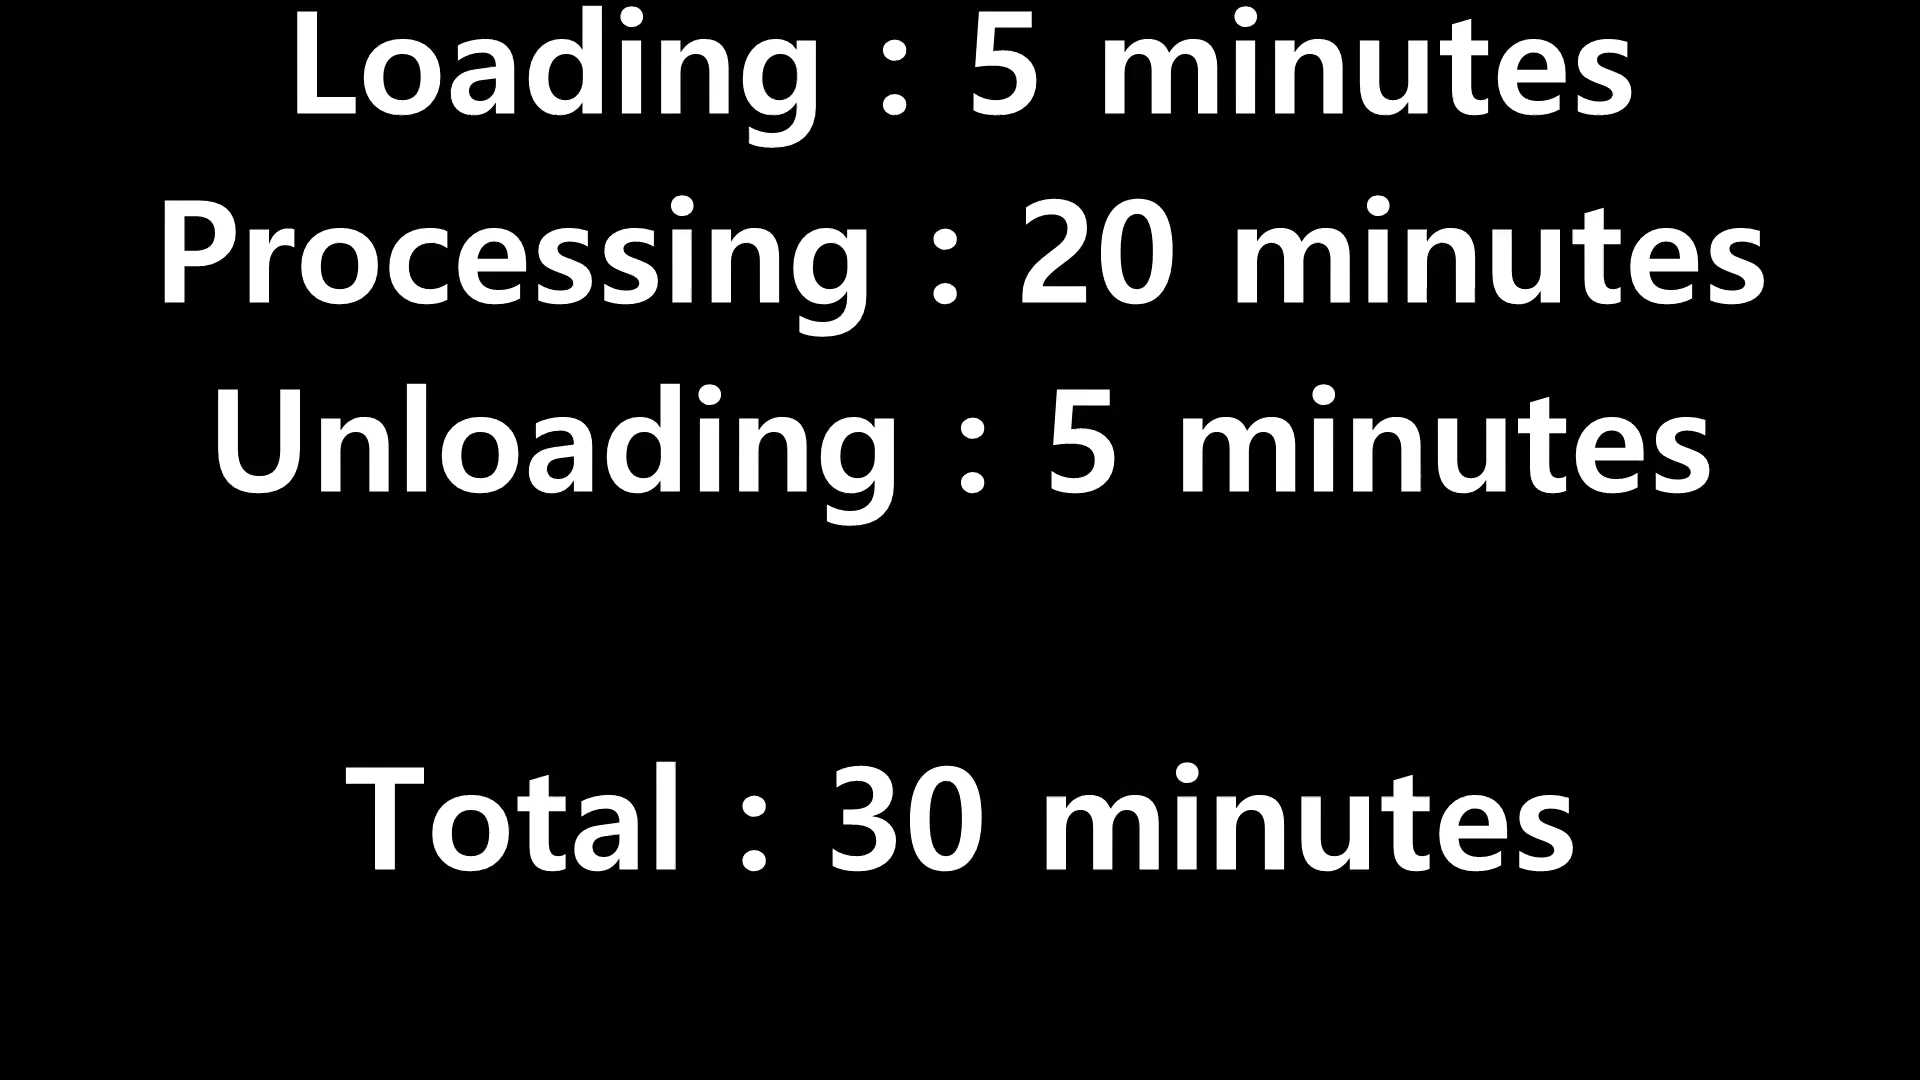 Loading : 5 minutes
Processing : 20 minutes
Unloading : 5 minutes
Total : 30 minutes